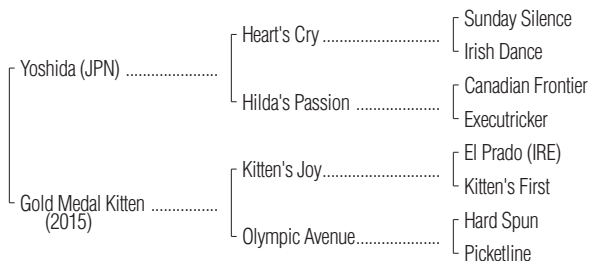 Sunday Silence
Heart's Cry
Irish Dance
Yoshida (JPN)
Canadian Frontier
Hilda's Passion
Executricker
El Prado (IRE)
Kitten's Joy
Kitten's First
Gold Medal Kitten
(2015)
Hard Spun
Olympic Avenue
Picketline